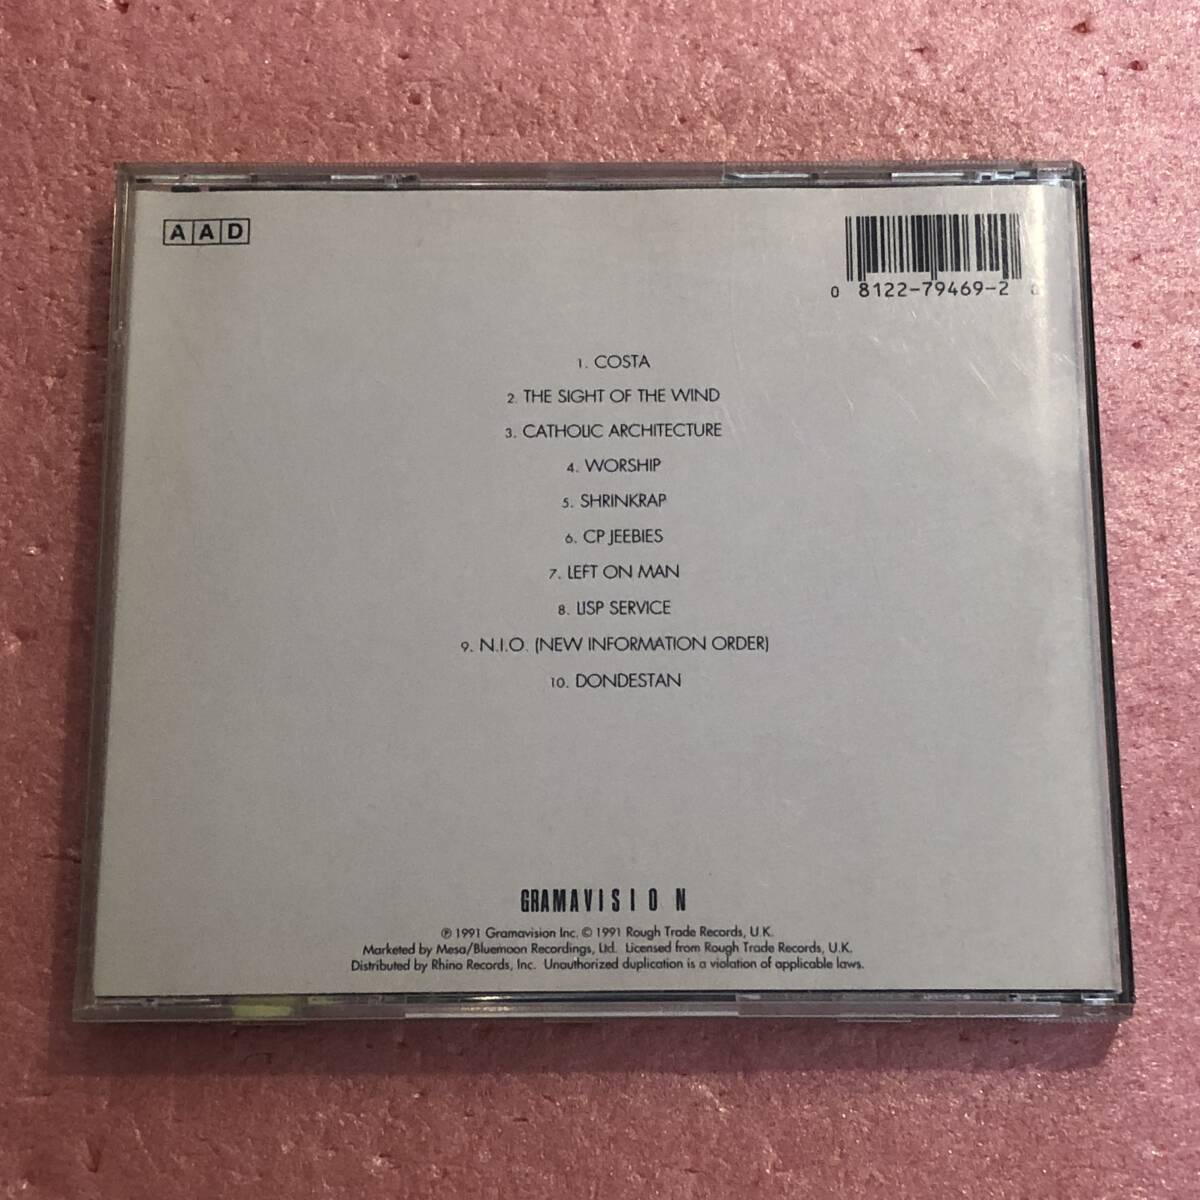 AAD
0 8122-79469-2
1. COSTA
2. THE SIGHT OF THE WIND
3. CATHOLIC ARCHITECTURE
4. WORSHIP
5. SHRINKRAP
6. CP JEEBIES
7. LEFT ON MAN
8. LISP SERVICE
9. N.I.O. (NEW INFORMATION ORDER)
10. DONDESTAN
GRAMAVISION
℗ 1991 Gramavision Inc. © 1991 Rough Trade Records, U.K.
Marketed by Mesa/Bluemoon Recordings, Ltd. Licensed from Rough Trade Records, U.K.
Distributed by Rhino Records, Inc. Unauthorized duplication is a violation of applicable laws.